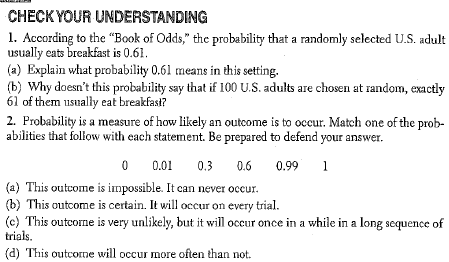 CHECK YOUR UNDERSTANDING
1. According to the “Book of Odds,” the probability that a randomly selected U.S. adult
usually eats breakfast is 0.61.
(a) Explain what probability 0.61 means in this setting.
(b) Why doesn’t this probability say that if 100 U.S. adults are chosen at random, exactly
61 of them usually eat breakfast?
2. Probability is a measure of how likely an outcome is to occur. Match one of the prob-
abilities that follow with each statement. Be prepared to defend your answer.
0 0.01 0.3 0.6 0.99 1
(a) This outcome is impossible. It can never occur.
(b) This outcome is certain. It will occur on every trial.
(c) This outcome is very unlikely, but it will occur once in a while in a long sequence of
trials.
(d) This outcome will occur more often than not.